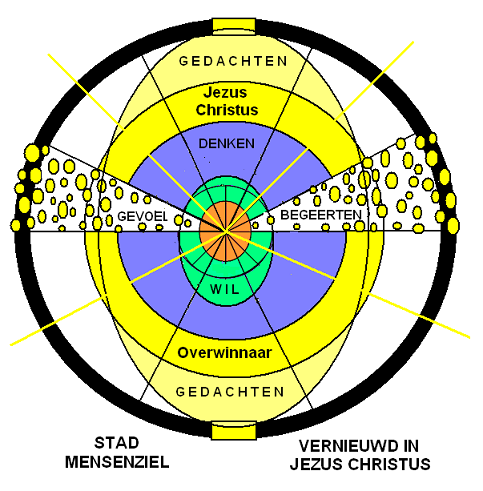 GEDACHTEN
Jezus
Christus
DENKEN
GEVOEL
BEGEERTEN
WIL
Overwinnaar
GEDACHTEN
STAD
MENSENZIEL
VERNIEUWD IN
JEZUS CHRISTUS